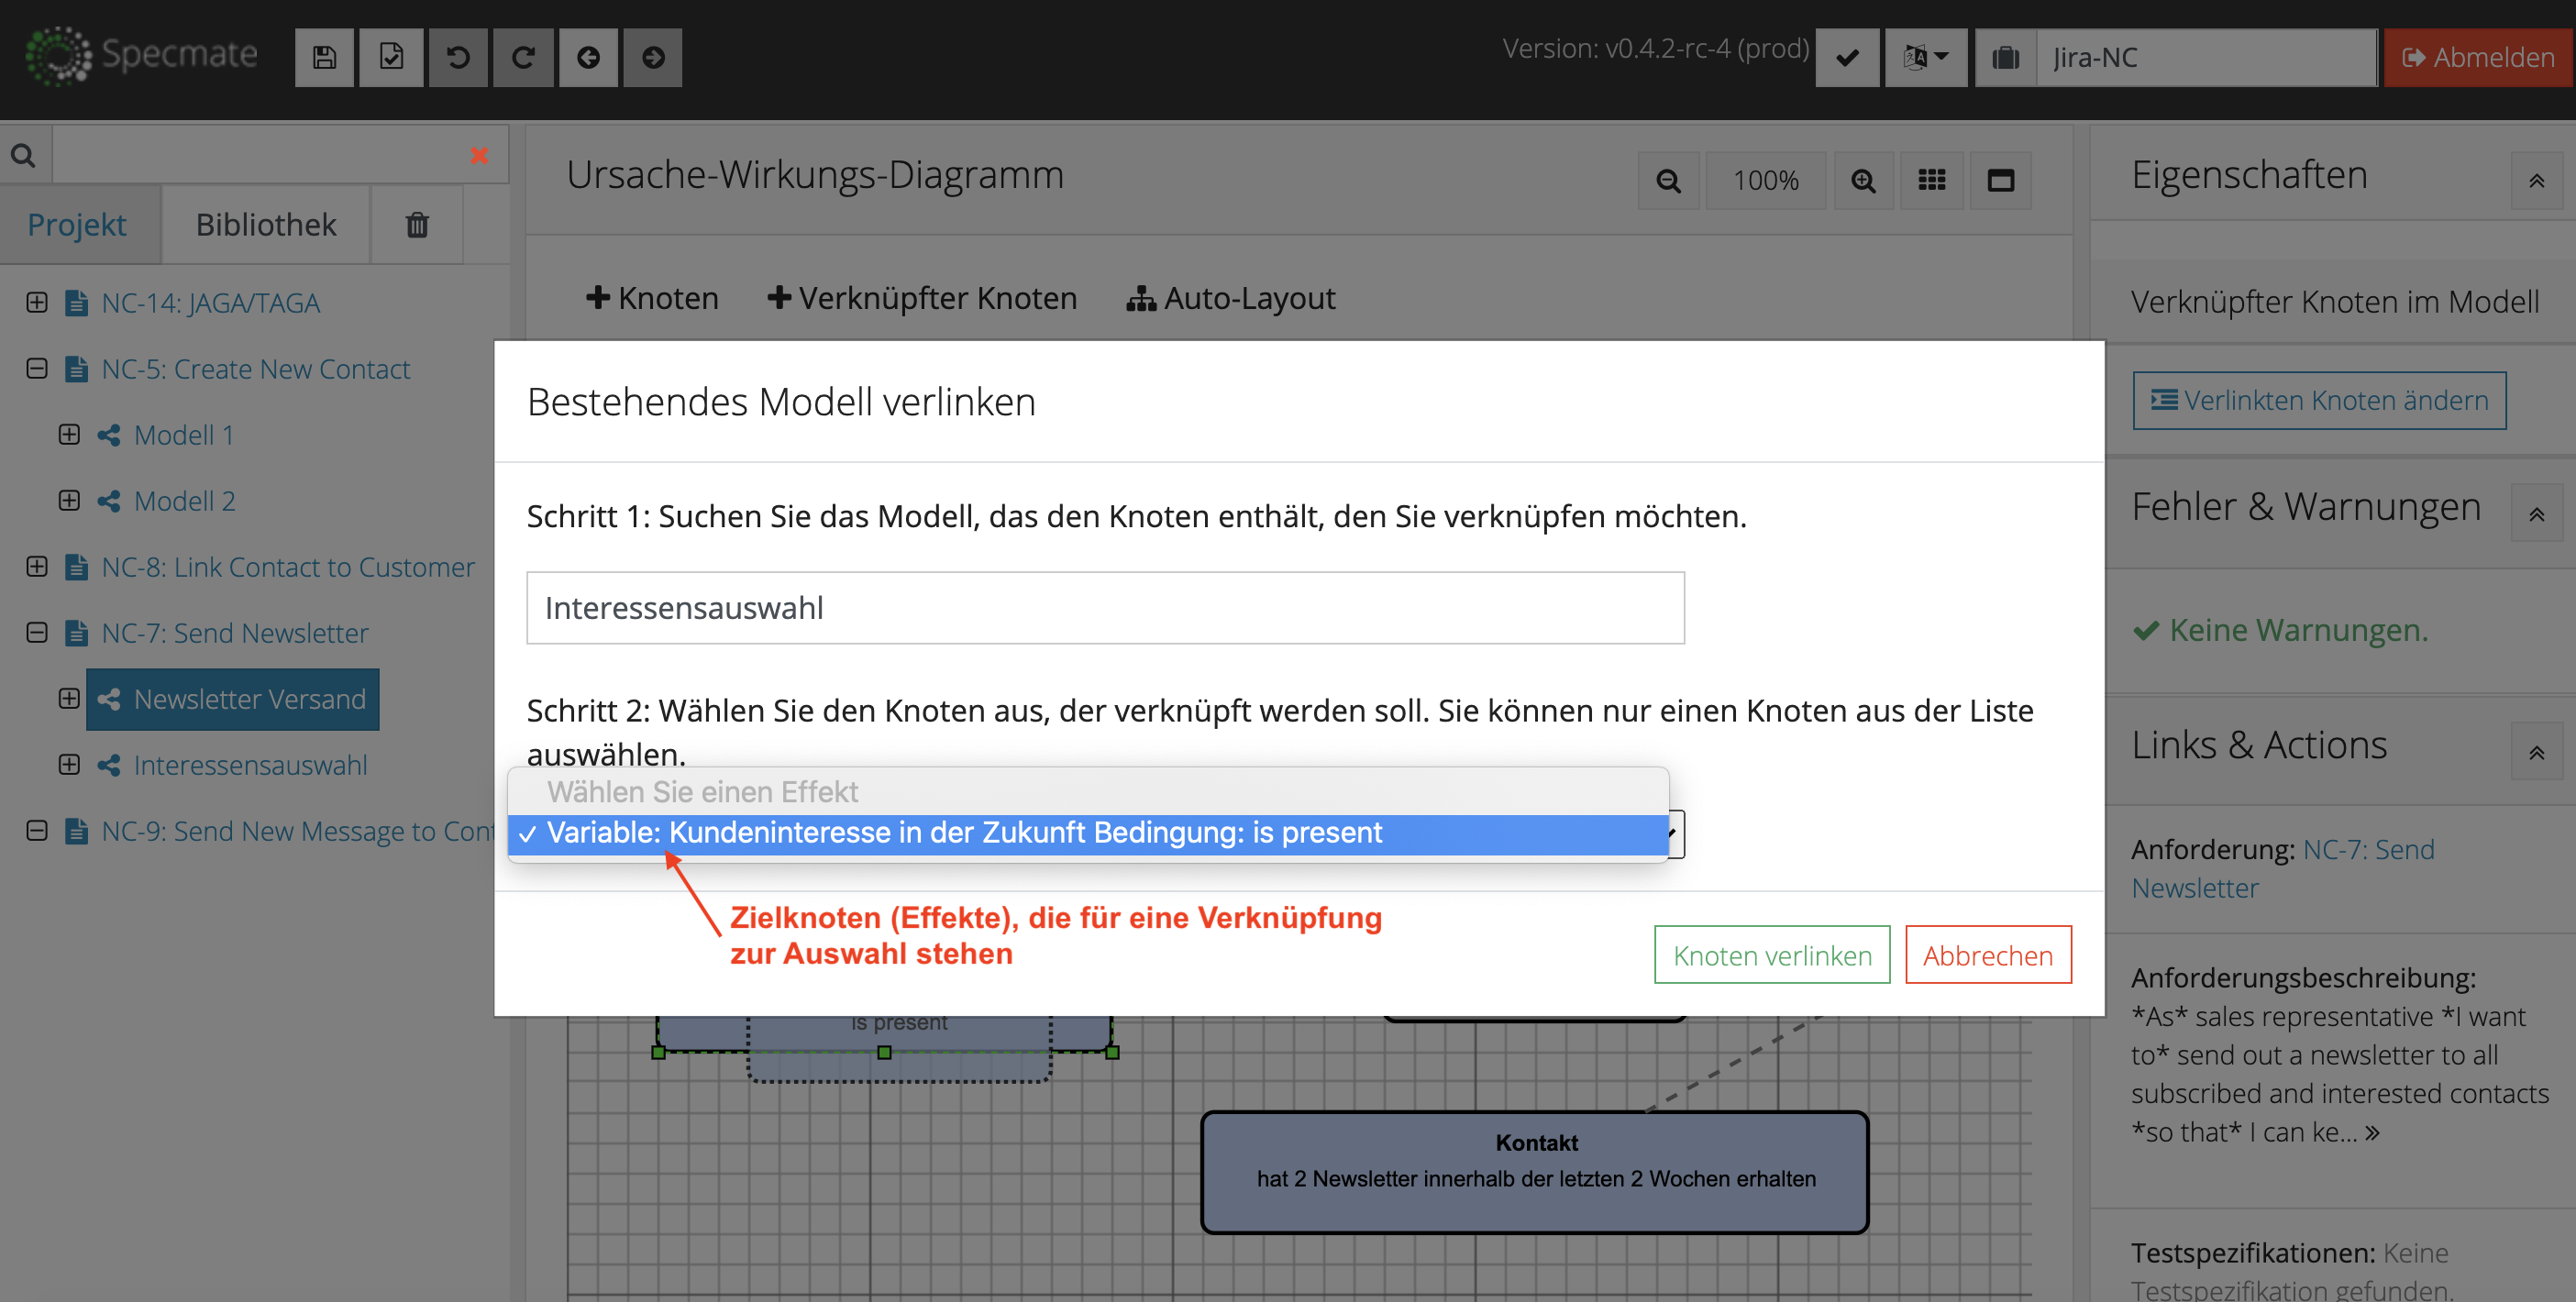 Specmate
Version: v0.4.2-rc-4 (prod)
Jira-NC
Abmelden
Projekt
Bibliothek
NC-14: JAGA/TAGA
NC-5: Create New Contact
Modell 1
Modell 2
NC-8: Link Contact to Customer
NC-7: Send Newsletter
Newsletter Versand
Interessensauswahl
NC-9: Send New Message to Con
Ursache-Wirkungs-Diagramm
100%
Knoten
Verknüpfter Knoten
Auto-Layout
Bestehendes Modell verlinken
Schritt 1: Suchen Sie das Modell, das den Knoten enthält, den Sie verknüpfen möchten.
Interessensauswahl
Schritt 2: Wählen Sie den Knoten aus, der verknüpft werden soll. Sie können nur einen Knoten aus der Liste
auswählen.
Wählen Sie einen Effekt
✓ Variable: Kundeninteresse in der Zukunft Bedingung: is present
Zielknoten (Effekte), die für eine Verknüpfung
zur Auswahl stehen
Knoten verlinken
Abbrechen
is present
Kontakt
hat 2 Newsletter innerhalb der letzten 2 Wochen erhalten
Eigenschaften
Verknüpfter Knoten im Modell
Verlinkten Knoten ändern
Fehler & Warnungen
Keine Warnungen.
Links & Actions
Anforderung: NC-7: Send
Newsletter
Anforderungsbeschreibung:
*As* sales representative *I want
to* send out a newsletter to all
subscribed and interested contacts
*so that* I can ke... »
Testspezifikationen: Keine
Testspezifikation gefunden.